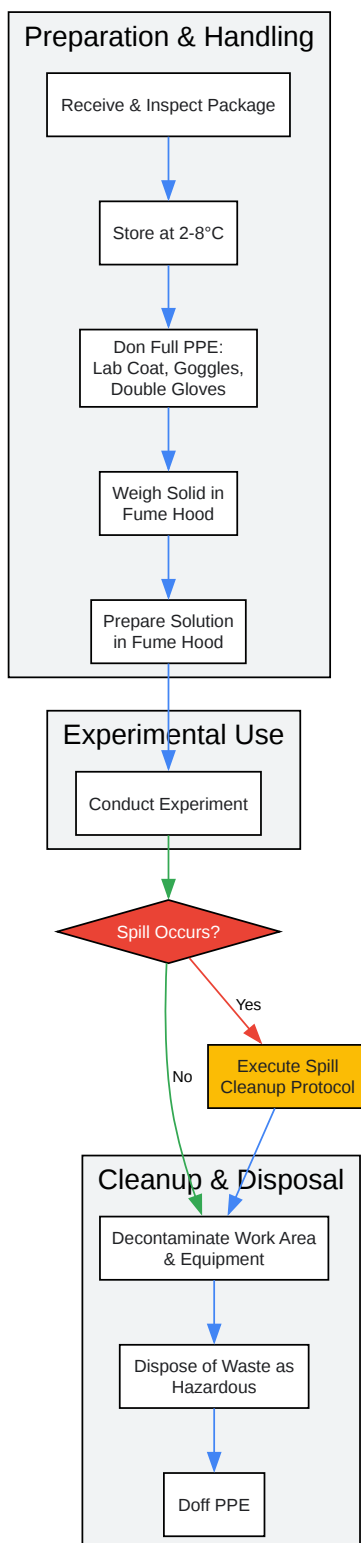 Preparation & Handling
Receive & Inspect Package
Store at 2-8°C
Don Full PPE:
Lab Coat, Goggles,
Double Gloves
Weigh Solid in
Fume Hood
Prepare Solution
in Fume Hood
Experimental Use
Conduct Experiment
Spill Occurs?
Yes
Execute Spill
Cleanup Protocol
No
Cleanup & Disposal
Decontaminate Work Area
& Equipment
Dispose of Waste as
Hazardous
Doff PPE